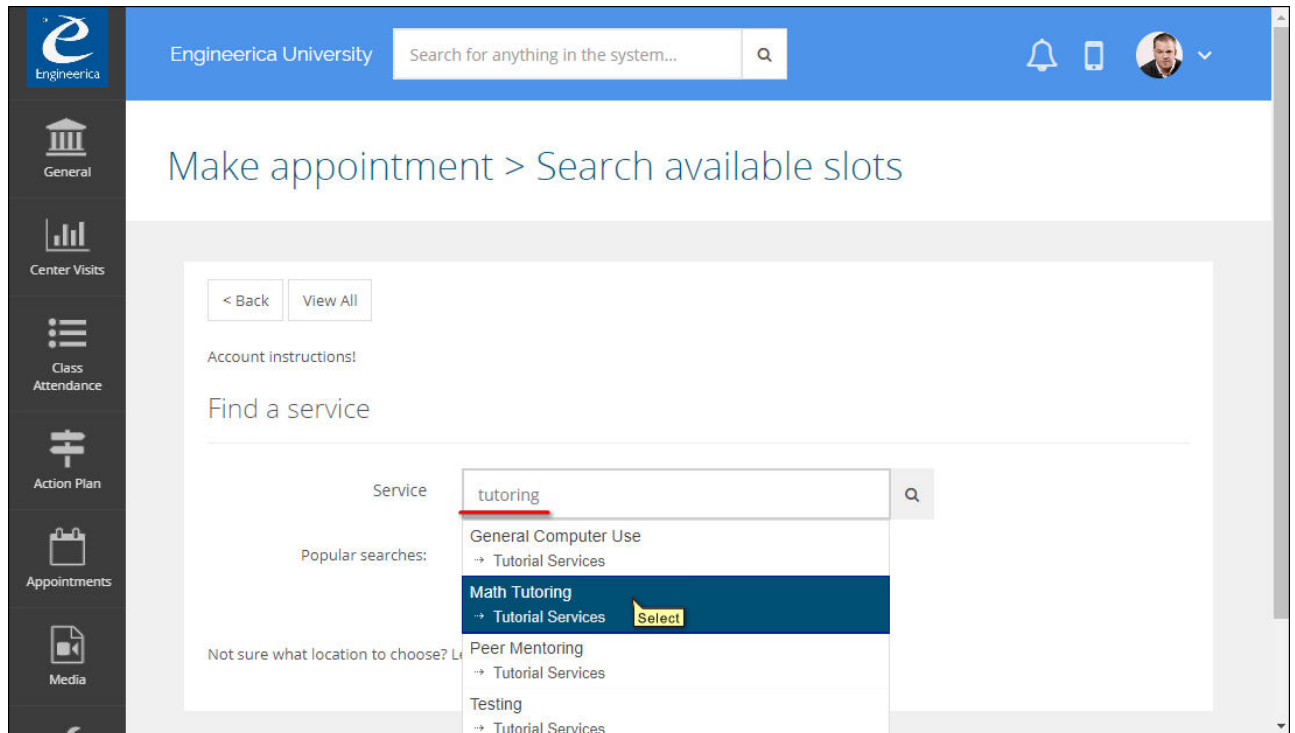 Engineerica
Engineerica University
Search for anything in the system...
General
Center Visits
Class
Attendance
Action Plan
Appointments
Media
Make appointment > Search available slots
< Back
View All
Account instructions!
Find a service
Service
tutoring
Popular searches:
General Computer Use
⇢ Tutorial Services
Math Tutoring
⇢ Tutorial Services
Select
Peer Mentoring
⇢ Tutorial Services
Testing
⇢ Tutorial Services
Not sure what location to choose?